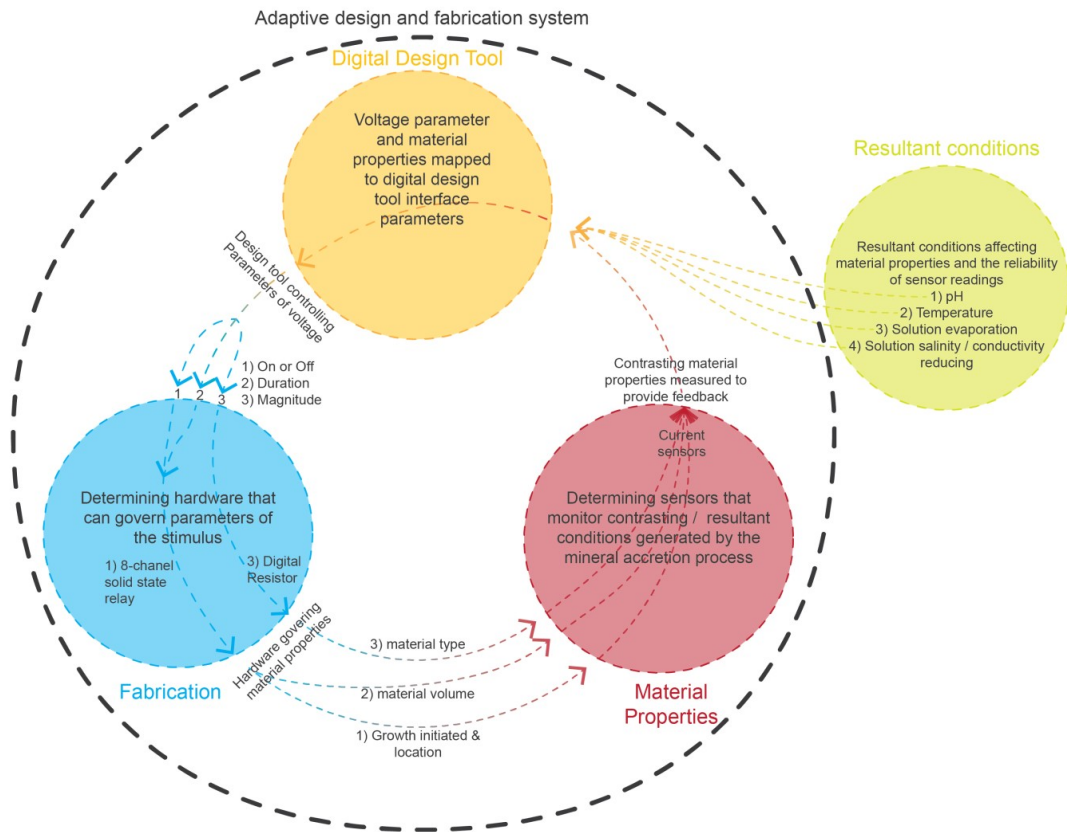 Adaptive design and fabrication system
Digital Design Tool
Voltage parameter
and material
properties mapped
to digital design
tool interface
parameters
Resultant conditions
Resultant conditions affecting
material properties and the reliability
of sensor readings
1) pH
2) Temperature
3) Solution evaporation
4) Solution salinity / conductivity
reducing
Design tool controlling
Parameters of voltage
1) On or Off
2) Duration
3) Magnitude
1 2 3
Contrasting material
properties measured to
provide feedback
Current
sensors
Determining hardware that
can govern parameters of
the stimulus
1) 8-chanel
solid state
relay
3) Digital
Resistor
Determining sensors that
monitor contrasting / resultant
conditions generated by the
mineral accretion process
Hardware governing
material properties
3) material type
2) material volume
1) Growth initiated &
location
Fabrication
Material
Properties